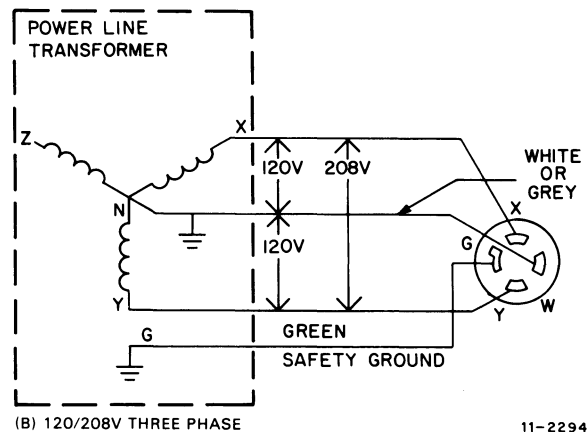 POWER LINE
TRANSFORMER
Z
X
120V
208V
WHITE
OR
GREY
N
X
G
120V
Y
Y
W
G
GREEN
SAFETY GROUND
(B) 120/208V THREE PHASE
11-2294